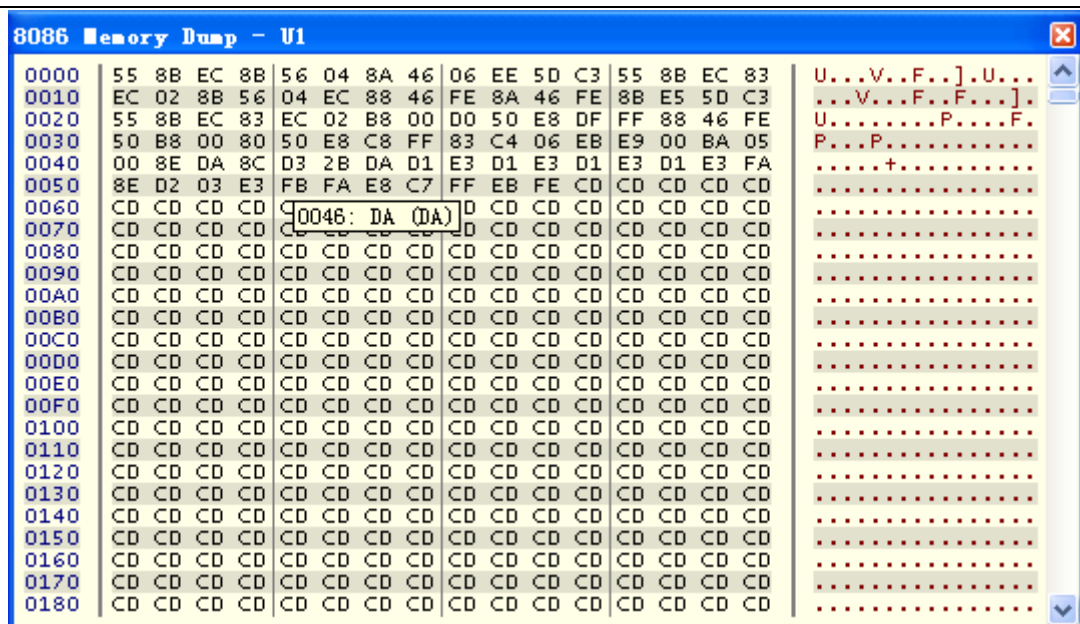 8086 Memory Dump - U1
0000 55 8B EC 8B 56 04 8A 46 06 EE 5D C3 55 8B EC 83 U...V..F..].U...
0010 EC 02 8B 56 04 EC 88 46 FE 8A 46 FE 8B E5 5D C3 ...V...F..F...].
0020 55 8B EC 83 EC 02 B8 00 D0 50 E8 DF FF 88 46 FE U........P....F.
0030 50 B8 00 80 50 E8 C8 FF 83 C4 06 EB E9 00 BA 05 P...P...........
0040 00 8E DA 8C D3 2B DA D1 E3 D1 E3 D1 E3 D1 E3 FA .....+..........
0050 8E D2 03 E3 FB FA E8 C7 FF EB FE CD CD CD CD CD ................
0060 CD CD CD CD CD CD CD CD CD CD CD ................
0046: DA (DA)
0070 CD CD CD CD CD CD CD CD CD CD CD CD CD CD CD CD ................
0080 CD CD CD CD CD CD CD CD CD CD CD CD CD CD CD CD ................
0090 CD CD CD CD CD CD CD CD CD CD CD CD CD CD CD CD ................
00A0 CD CD CD CD CD CD CD CD CD CD CD CD CD CD CD CD ................
00B0 CD CD CD CD CD CD CD CD CD CD CD CD CD CD CD CD ................
00C0 CD CD CD CD CD CD CD CD CD CD CD CD CD CD CD CD ................
00D0 CD CD CD CD CD CD CD CD CD CD CD CD CD CD CD CD ................
00E0 CD CD CD CD CD CD CD CD CD CD CD CD CD CD CD CD ................
00F0 CD CD CD CD CD CD CD CD CD CD CD CD CD CD CD CD ................
0100 CD CD CD CD CD CD CD CD CD CD CD CD CD CD CD CD ................
0110 CD CD CD CD CD CD CD CD CD CD CD CD CD CD CD CD ................
0120 CD CD CD CD CD CD CD CD CD CD CD CD CD CD CD CD ................
0130 CD CD CD CD CD CD CD CD CD CD CD CD CD CD CD CD ................
0140 CD CD CD CD CD CD CD CD CD CD CD CD CD CD CD CD ................
0150 CD CD CD CD CD CD CD CD CD CD CD CD CD CD CD CD ................
0160 CD CD CD CD CD CD CD CD CD CD CD CD CD CD CD CD ................
0170 CD CD CD CD CD CD CD CD CD CD CD CD CD CD CD CD ................
0180 CD CD CD CD CD CD CD CD CD CD CD CD CD CD CD CD ................